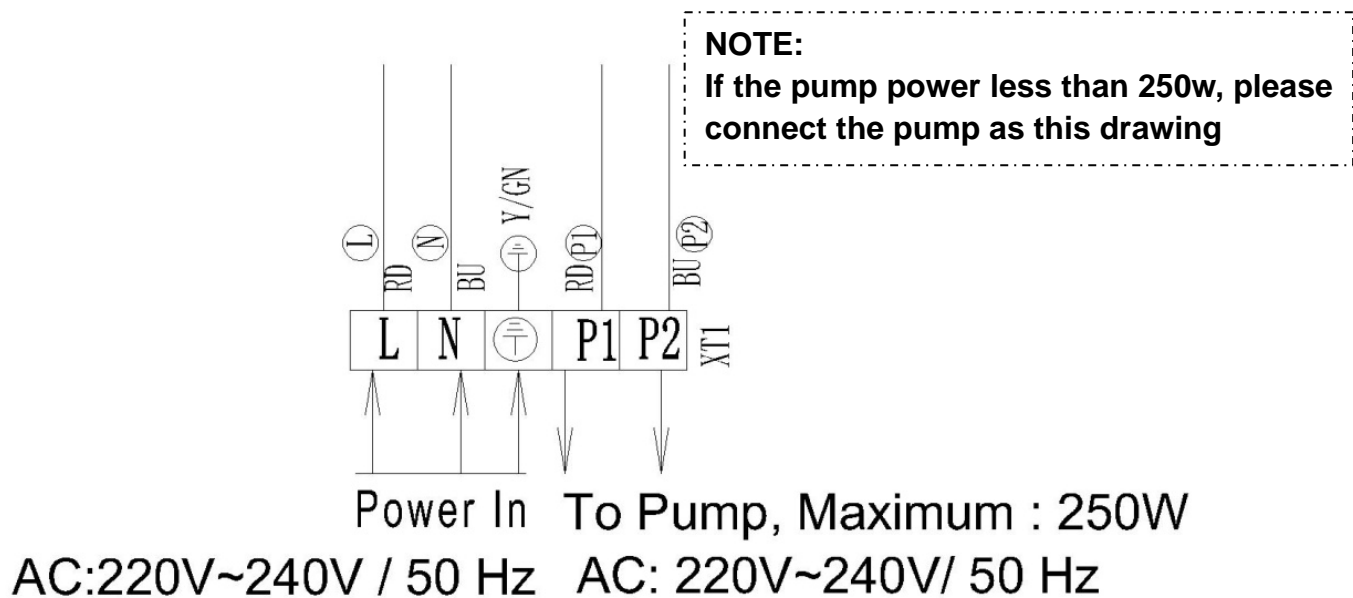 NOTE:
If the pump power less than 250w, please
connect the pump as this drawing
Y/GN
L
N
P1
P2
RD
BU
RD
BU
L N P1 P2
XT1
Power In
To Pump, Maximum : 250W
AC:220V~240V / 50 Hz
AC: 220V~240V/ 50 Hz